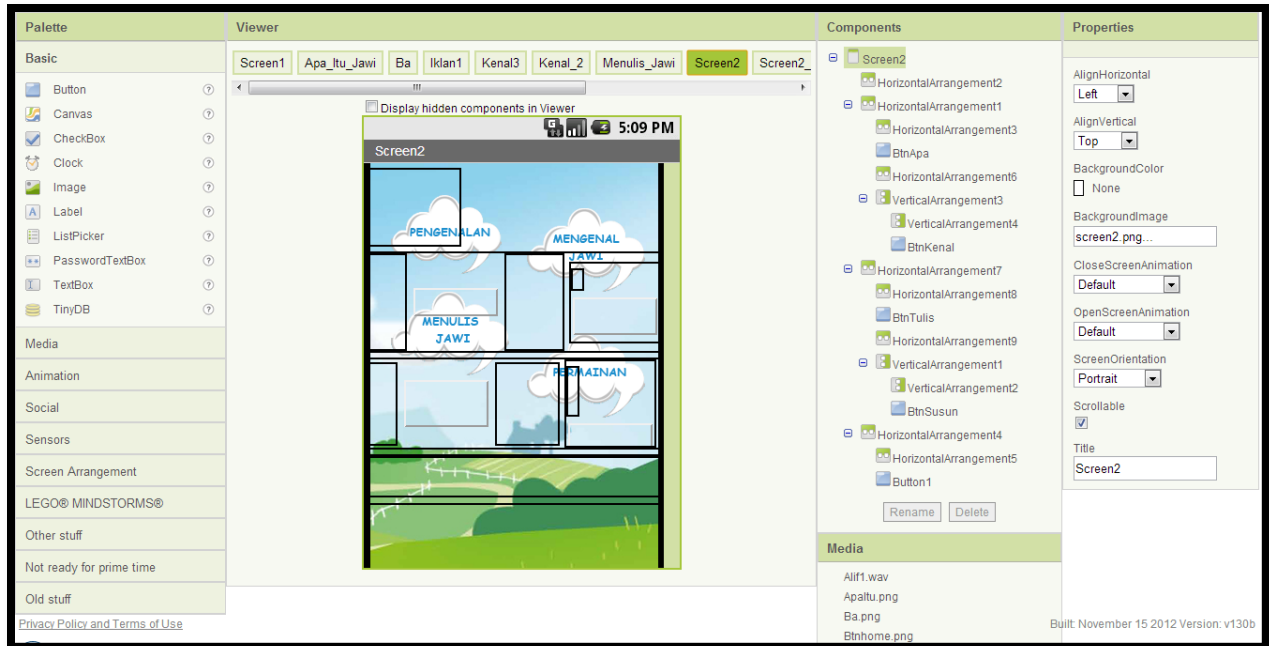 Palette
Basic
Button
Canvas
CheckBox
Clock
Image
Label
ListPicker
PasswordTextBox
TextBox
TinyDB
Media
Animation
Social
Sensors
Screen Arrangement
LEGO® MINDSTORMS®
Other stuff
Not ready for prime time
Old stuff
Privacy Policy and Terms of Use
Viewer
Screen1 Apa_Itu_Jawi Ba Iklan1 Kenal3 Kenal_2 Menulis_Jawi Screen2 Screen2_
Display hidden components in Viewer
5:09 PM
Screen2
PENGENALAN
MENGENAL
JAWI
MENULIS
JAWI
PERMAINAN
Components
Screen2
HorizontalArrangement2
HorizontalArrangement1
HorizontalArrangement3
BtnApa
HorizontalArrangement6
VerticalArrangement3
VerticalArrangement4
BtnKenal
HorizontalArrangement7
HorizontalArrangement8
BtnTulis
HorizontalArrangement9
VerticalArrangement1
VerticalArrangement2
BtnSusun
HorizontalArrangement4
HorizontalArrangement5
Button1
Rename Delete
Media
Alif1.wav
ApaItu.png
Ba.png
Btnhome.png
Properties
AlignHorizontal
Left
AlignVertical
Top
BackgroundColor
None
BackgroundImage
screen2.png...
CloseScreenAnimation
Default
OpenScreenAnimation
Default
ScreenOrientation
Portrait
Scrollable
Title
Screen2
Built: November 15 2012 Version: v130b